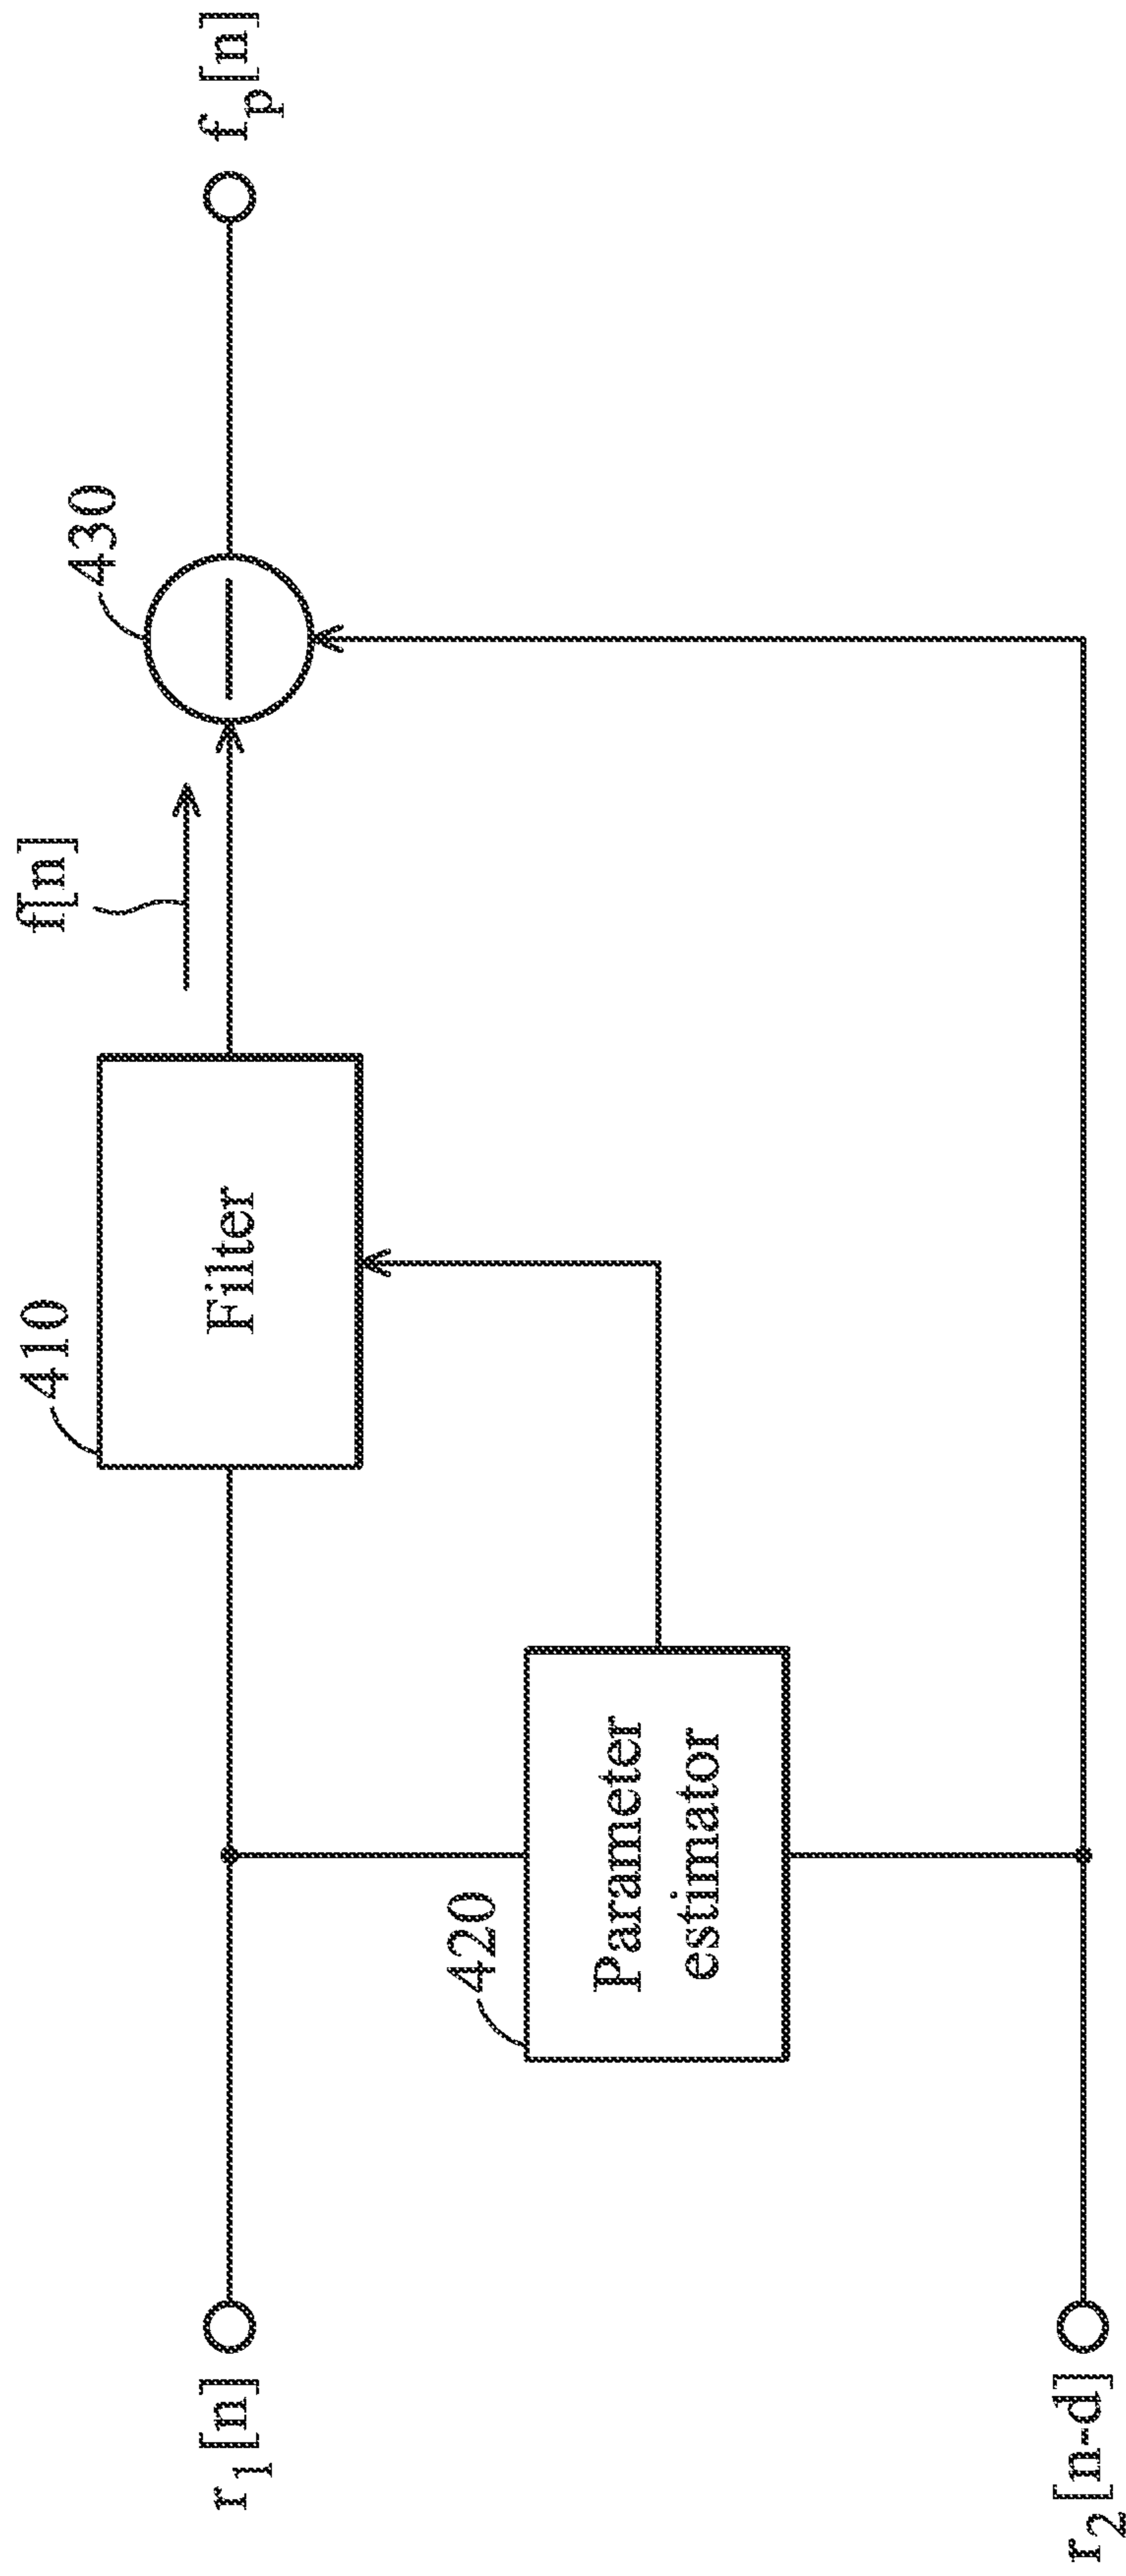 r1[n]
r2[n-d]
420
Parameter
estimator
410
Filter
f[n]
430
fp[n]